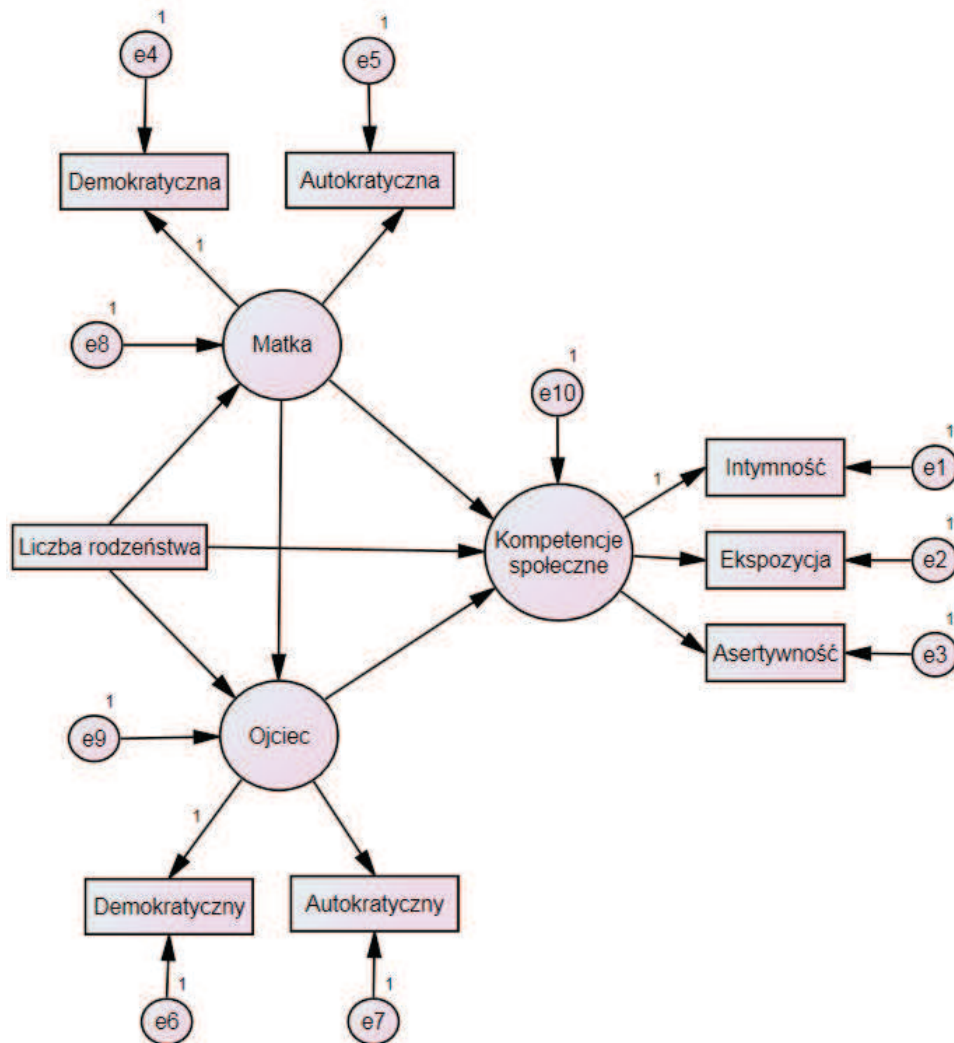 1
1
e4
e5
Demokratyczna
Autokratyczna
1
1
e8
Matka
1
e10
1
1
Intymność
e1
Liczba rodzeństwa
Kompetencje
społeczne
1
Ekspozycja
e2
1
Asertywność
e3
1
e9
Ojciec
1
Demokratyczny
Autokratyczny
1
1
e6
e7